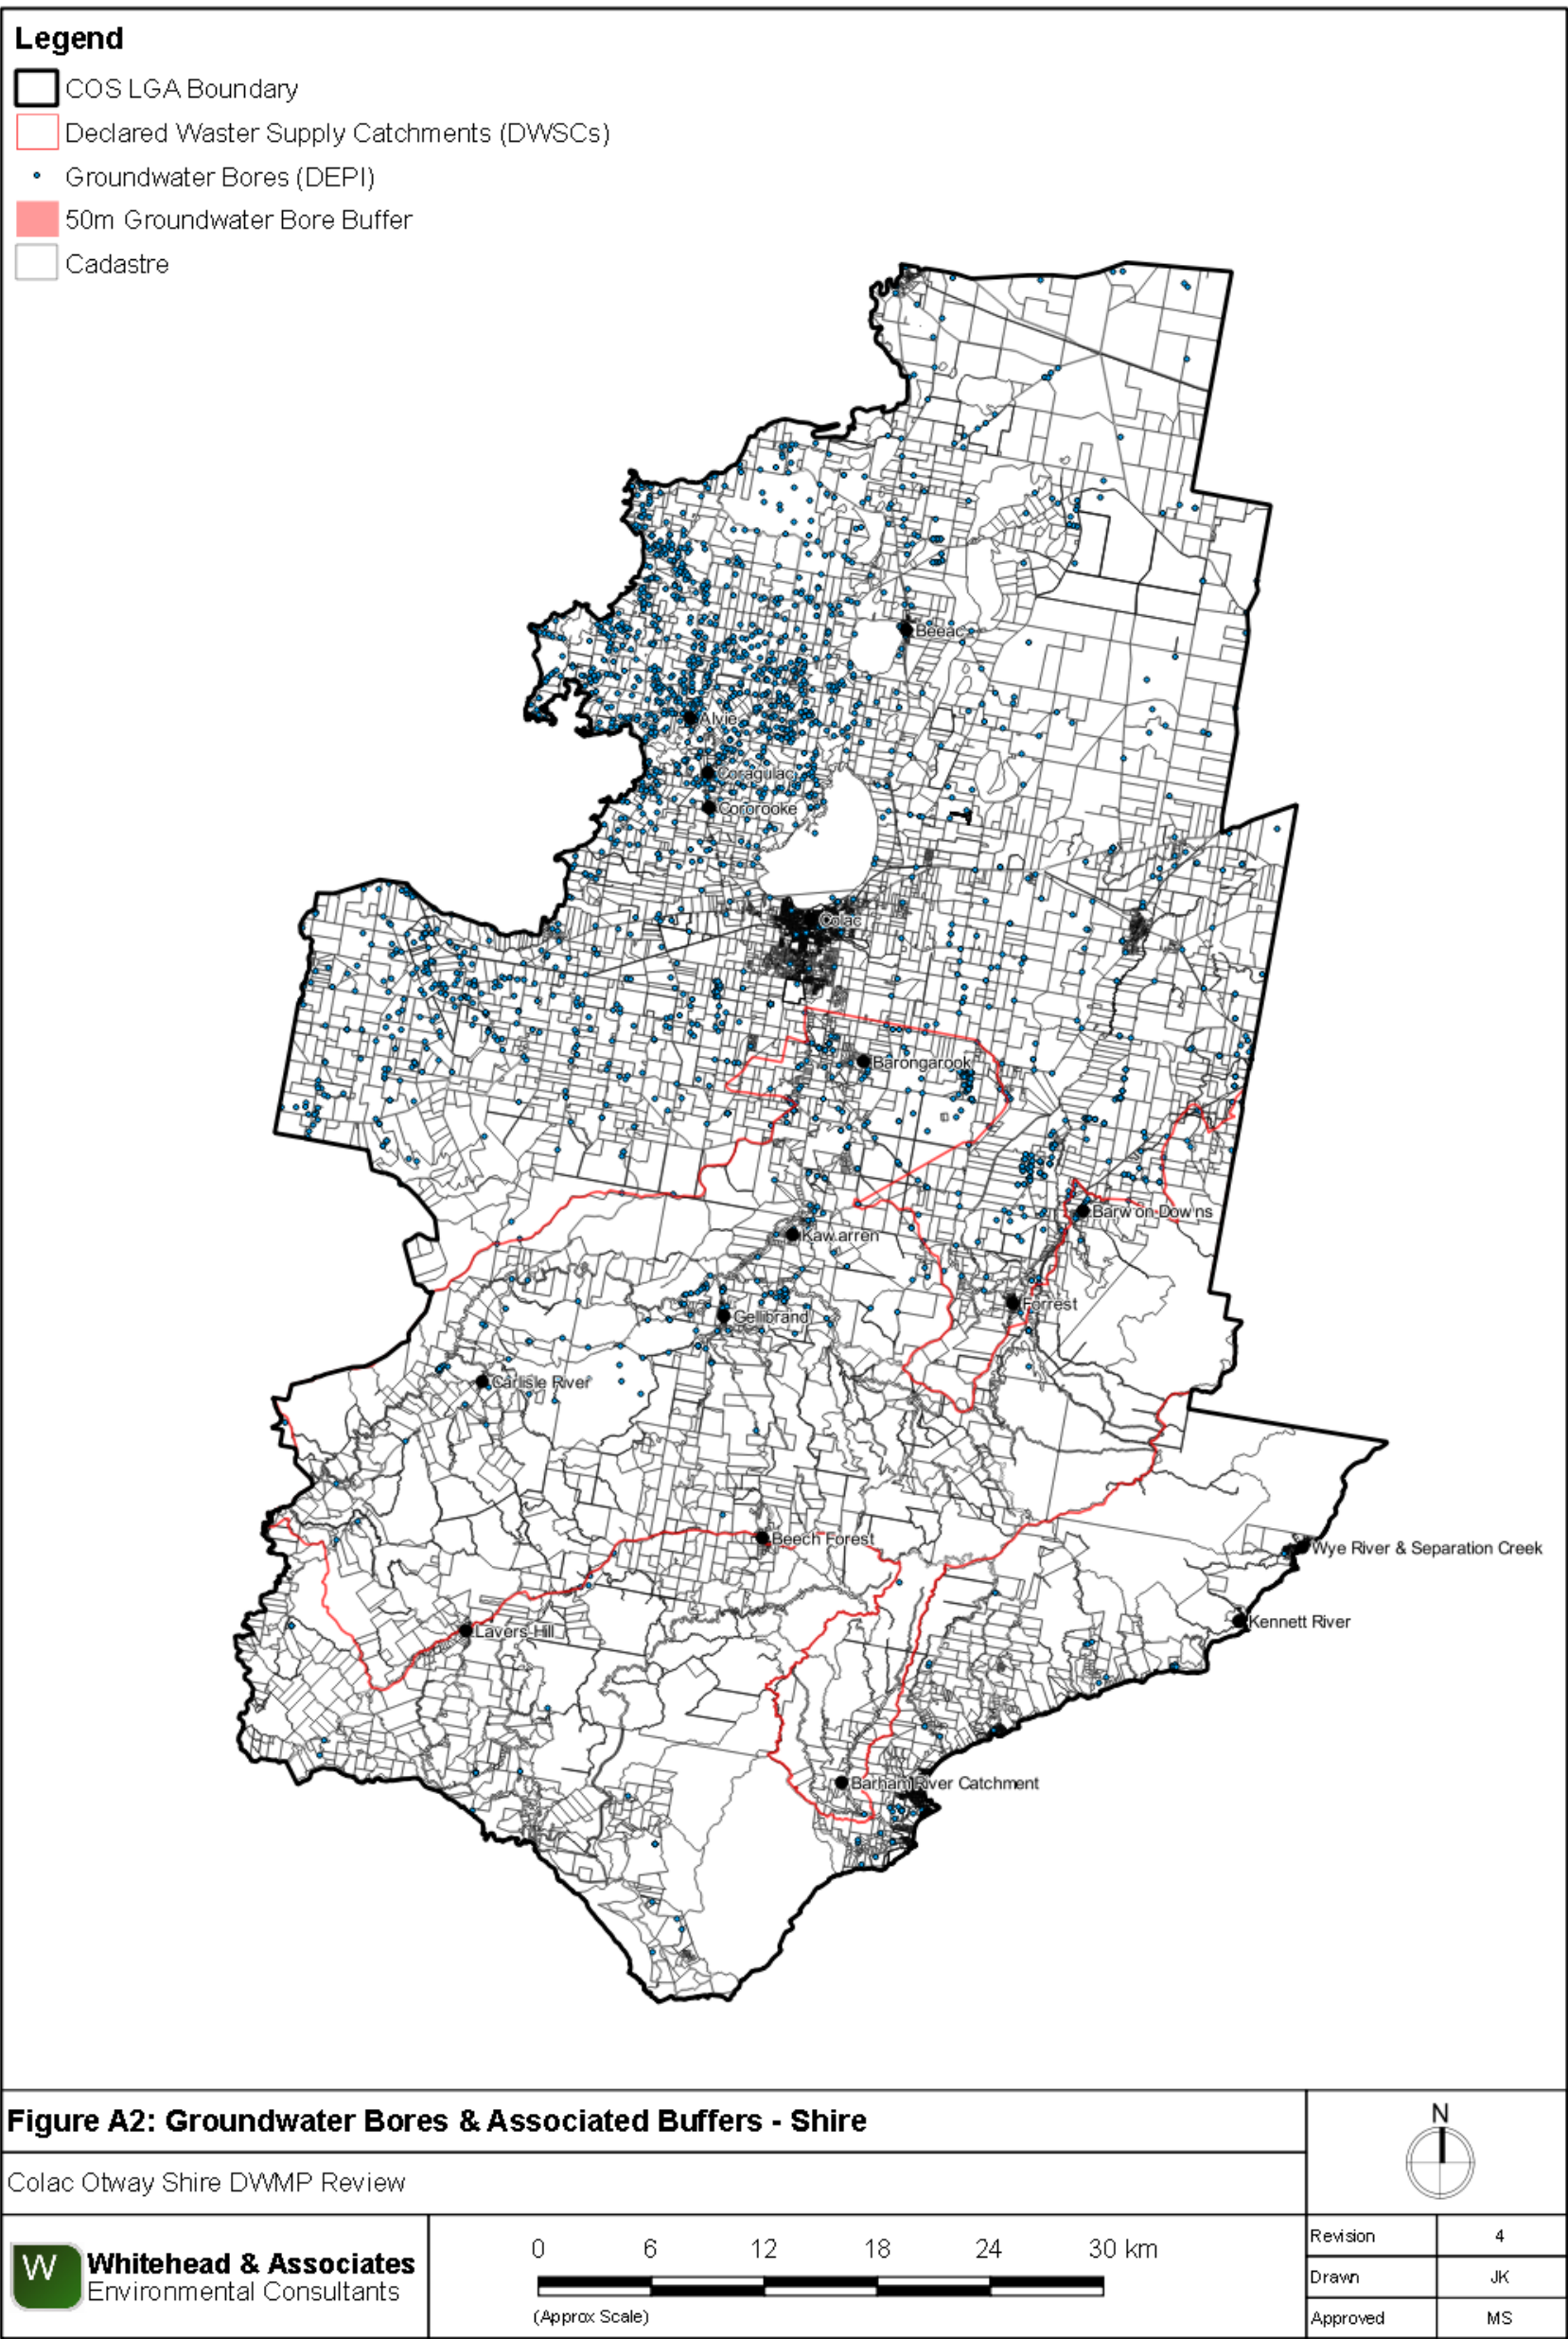 Legend
COS LGA Boundary
Declared Waster Supply Catchments (DWSCs)
Groundwater Bores (DEPI)
50m Groundwater Bore Buffer
Cadastre
Beeac
Alvie
Coragulac
Cororooke
Colac
Barongarook
Barwon Downs
Kawarren
Forrest
Gellibrand
Carlisle River
Beech Forest
Wye River & Separation Creek
Kennett River
Lavers Hill
Barham River Catchment
Figure A2: Groundwater Bores & Associated Buffers - Shire
N
Colac Otway Shire DWMP Review
W
Whitehead & Associates
Environmental Consultants
0 6 12 18 24 30 km
(Approx Scale)
Revision 4
Drawn JK
Approved MS